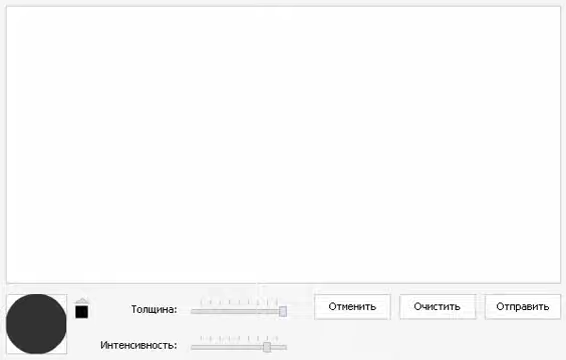 Толщина:
Отменить
Очистить
Отправить
Интенсивность: